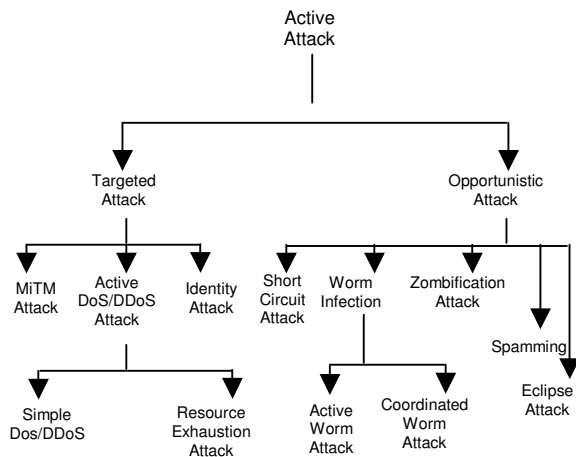 Active
Attack
Targeted
Attack
Opportunistic
Attack
MiTM
Attack
Active
DoS/DDoS
Attack
Identity
Attack
Short
Circuit
Attack
Worm
Infection
Zombification
Attack
Spamming
Eclipse
Attack
Simple
Dos/DDoS
Resource
Exhaustion
Attack
Active
Worm
Attack
Coordinated
Worm
Attack